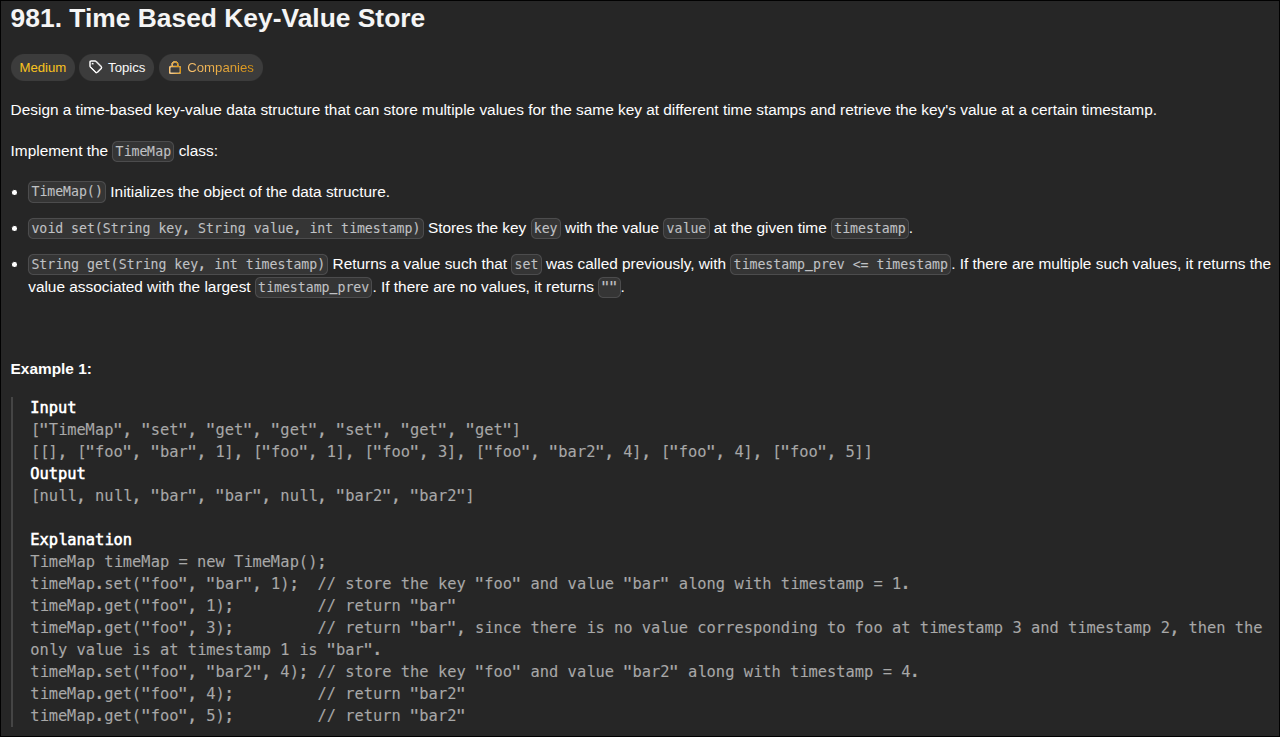 981. Time Based Key-Value Store
Medium Topics Companies
Design a time-based key-value data structure that can store multiple values for the same key at different time stamps and retrieve the key's value at a certain timestamp.
Implement the TimeMap class:
• TimeMap() Initializes the object of the data structure.
• void set(String key, String value, int timestamp) Stores the key key with the value value at the given time timestamp.
• String get(String key, int timestamp) Returns a value such that set was called previously, with timestamp_prev <= timestamp. If there are multiple such values, it returns the
value associated with the largest timestamp_prev. If there are no values, it returns "".
Example 1:
Input
["TimeMap", "set", "get", "get", "set", "get", "get"]
[[], ["foo", "bar", 1], ["foo", 1], ["foo", 3], ["foo", "bar2", 4], ["foo", 4], ["foo", 5]]
Output
[null, null, "bar", "bar", null, "bar2", "bar2"]
Explanation
TimeMap timeMap = new TimeMap();
timeMap.set("foo", "bar", 1);  // store the key "foo" and value "bar" along with timestamp = 1.
timeMap.get("foo", 1);         // return "bar"
timeMap.get("foo", 3);         // return "bar", since there is no value corresponding to foo at timestamp 3 and timestamp 2, then the
only value is at timestamp 1 is "bar".
timeMap.set("foo", "bar2", 4); // store the key "foo" and value "bar2" along with timestamp = 4.
timeMap.get("foo", 4);         // return "bar2"
timeMap.get("foo", 5);         // return "bar2"